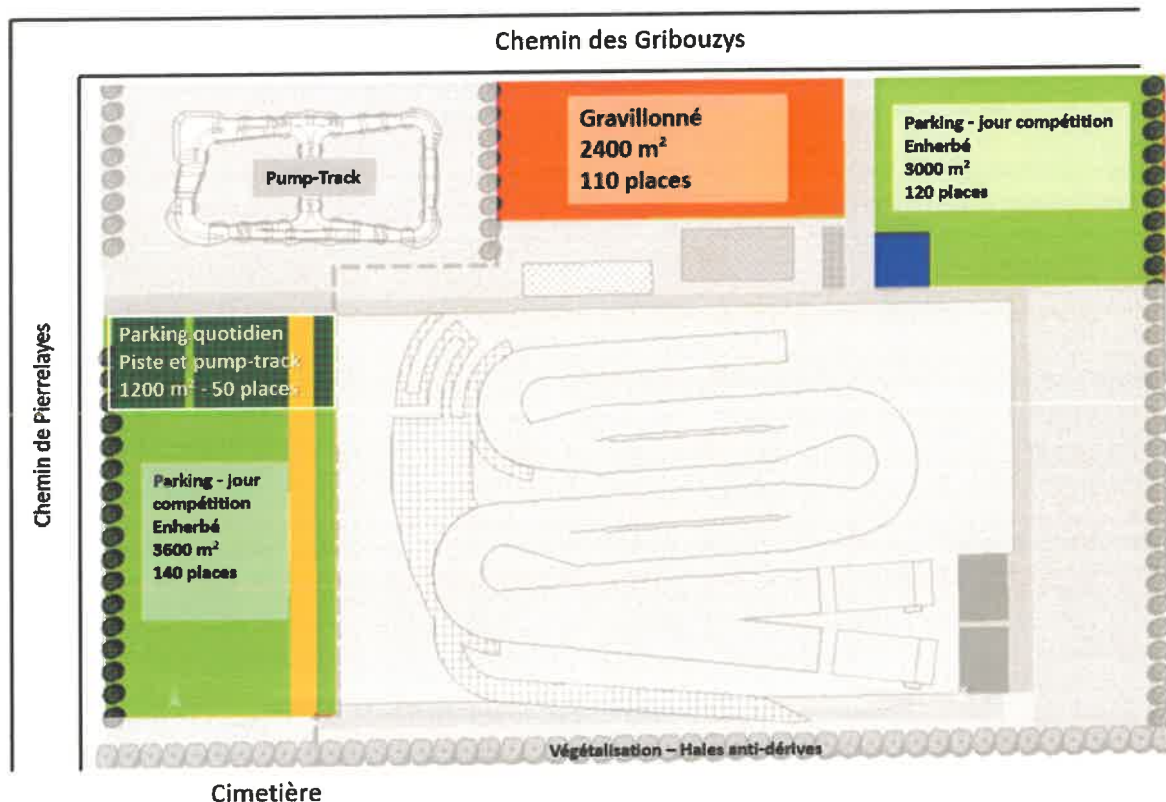 Chemin des Gribouzys
Gravillonné
2400 m²
110 places
Parking - jour compétition
Enherbé
3000 m²
120 places
Pump-Track
Chemin de Pierrelayes
Parking quotidien
Piste et pump-track
1200 m² - 50 places
Parking - jour
compétition
Enherbé
3600 m²
140 places
Végétalisation – Haies anti-dérives
Cimetière